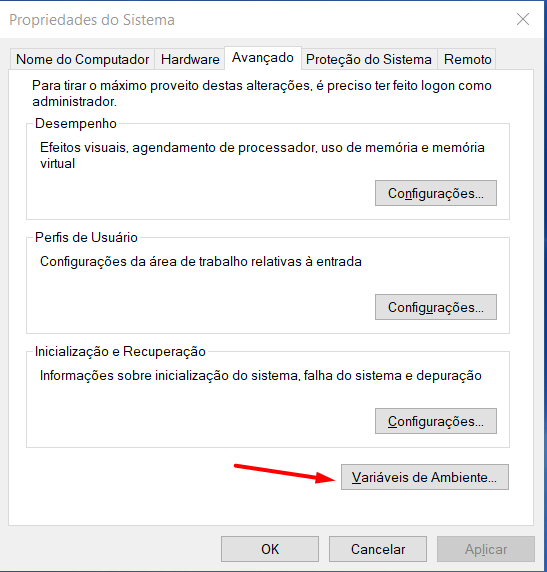 Propriedades do Sistema
Nome do Computador Hardware Avançado Proteção do Sistema Remoto
Para tirar o máximo proveito destas alterações, é preciso ter feito logon como
administrador.
Desempenho
Efeitos visuais, agendamento de processador, uso de memória e memória
virtual
Configurações...
Perfis de Usuário
Configurações da área de trabalho relativas à entrada
Configurações...
Inicialização e Recuperação
Informações sobre inicialização do sistema, falha do sistema e depuração
Configurações...
Variáveis de Ambiente...
OK Cancelar Aplicar